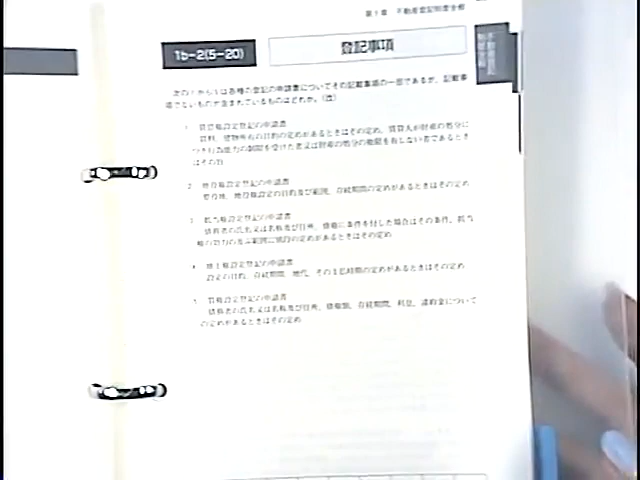 第1章 不動産登記制度全般
1b-2(5-20)
登記事項
次の1から5は各種の登記の申請書についてその記載事項の一部であるが、記載事
項でないものが含まれているものはどれか。(改)
1 賃借権設定登記の申請書
賃料、建物所有の目的の定めがあるときはその定め、賃貸人が財産の処分に
つき行為能力の制限を受けた者又は財産の処分の権限を有しない者であるとき
はその旨
2 地役権設定登記の申請書
要役地、地役権設定の目的及び範囲、存続期間の定めがあるときはその定め
3 抵当権設定登記の申請書
債務者の氏名又は名称及び住所、債権に条件を付した場合はその条件、抵当
権の効力の及ぶ範囲に別段の定めがあるときはその定め
4 地上権設定登記の申請書
設定の目的、存続期間、地代、その支払時期の定めがあるときはその定め
5 質権設定登記の申請書
債務者の氏名又は名称及び住所、債権額、存続期間、利息、違約金について
の定めがあるときはその定め